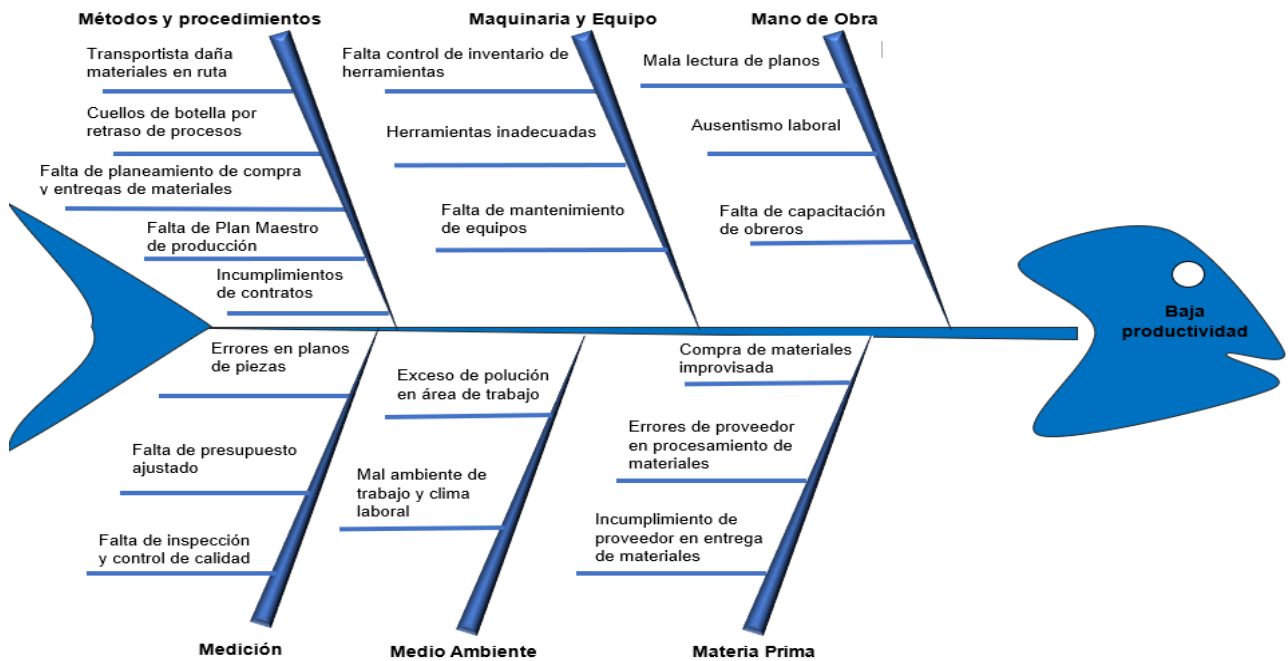 Métodos y procedimientos
Transportista daña
materiales en ruta
Cuellos de botella por
retraso de procesos
Falta de planeamiento de compra
y entregas de materiales
Falta de Plan Maestro
de producción
Incumplimientos
de contratos
Maquinaria y Equipo
Falta control de inventario de
herramientas
Herramientas inadecuadas
Falta de mantenimiento
de equipos
Mano de Obra
Mala lectura de planos
Ausentismo laboral
Falta de capacitación
de obreros
Baja
productividad
Errores en planos
de piezas
Falta de presupuesto
ajustado
Falta de inspección
y control de calidad
Medición
Exceso de polución
en área de trabajo
Mal ambiente de
trabajo y clima
laboral
Medio Ambiente
Compra de materiales
improvisada
Errores de proveedor
en procesamiento de
materiales
Incumplimiento de
proveedor en entrega
de materiales
Materia Prima